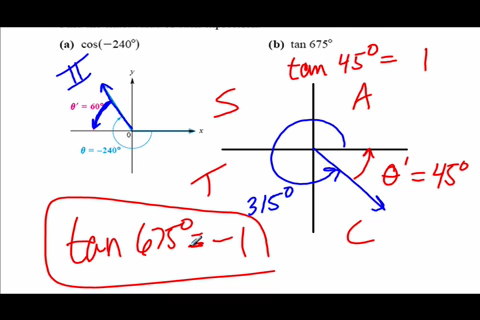 (a) cos(−240°)
(b) tan 675°
tan 45° = 1
II
y
θ′ = 60°
0
x
θ = −240°
S
A
T
C
315°
θ′ = 45°
tan 675° = −1